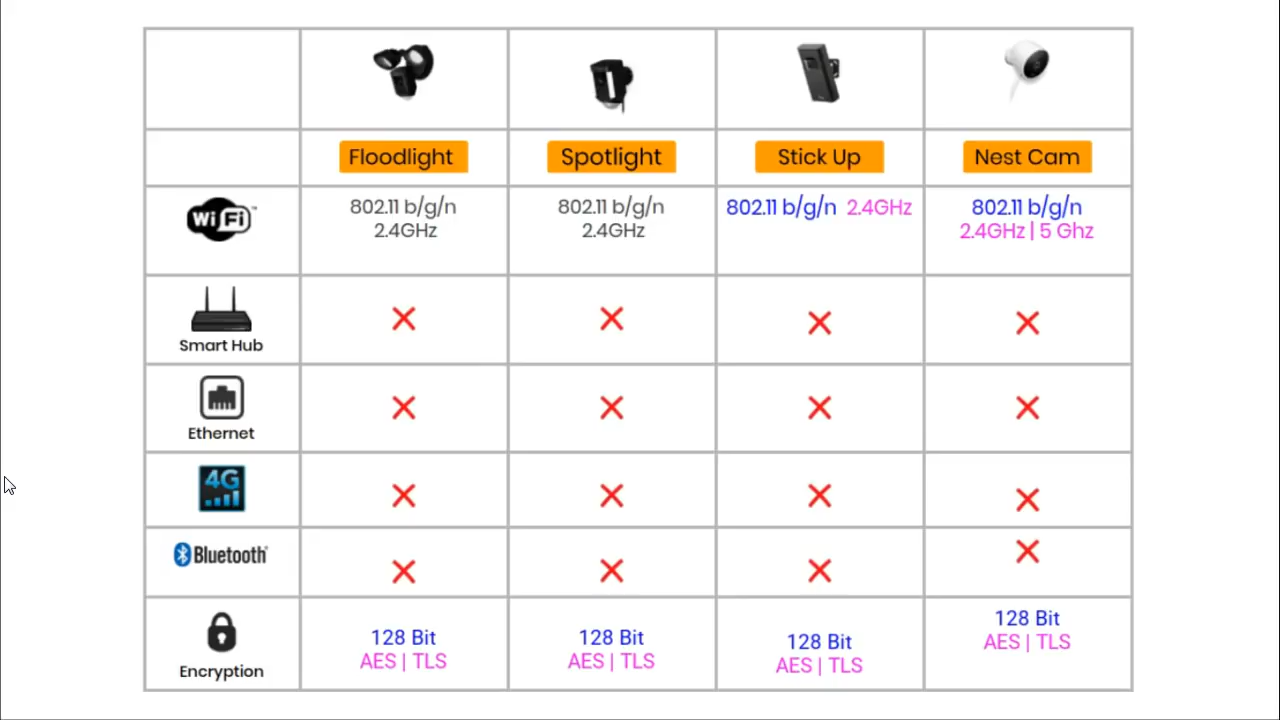 Floodlight
Spotlight
Stick Up
Nest Cam
WiFi™
802.11 b/g/n
2.4GHz
802.11 b/g/n
2.4GHz
802.11 b/g/n 2.4GHz
802.11 b/g/n
2.4GHz | 5 Ghz
Smart Hub
Ethernet
4G
Bluetooth
Encryption
128 Bit
AES | TLS
128 Bit
AES | TLS
128 Bit
AES | TLS
128 Bit
AES | TLS